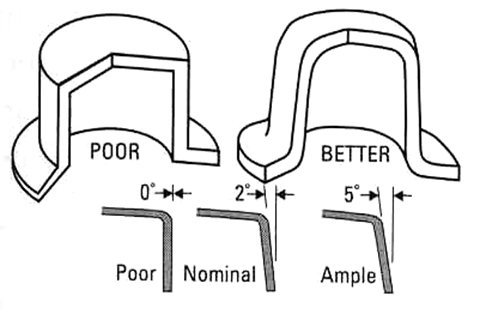 POOR
BETTER
0° 2° 5°
Poor Nominal Ample